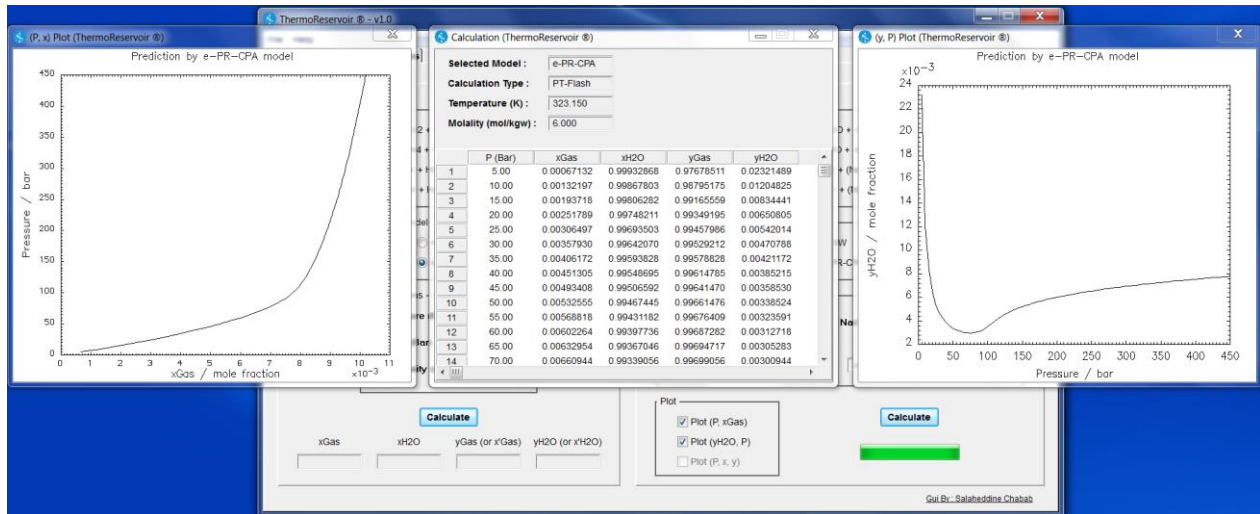 ThermoReservoir ® - v1.0
(P, x) Plot (ThermoReservoir ®)
Prediction by e-PR-CPA model
450
400
350
300
250
200
150
100
50
0
Pressure / bar
0 1 2 3 4 5 6 7 8 9 10 11
xGas / mole fraction
×10⁻³
Calculation (ThermoReservoir ®)
Selected Model : e-PR-CPA
Calculation Type : PT-Flash
Temperature (K) : 323.150
Molality (mol/kgw) : 6.000
P (Bar) xGas xH2O yGas yH2O
1 5.00 0.00067132 0.99932868 0.97678511 0.02321489
2 10.00 0.00132197 0.99867803 0.98795175 0.01204825
3 15.00 0.00193718 0.99806282 0.99165559 0.00834441
4 20.00 0.00251789 0.99748211 0.99349195 0.00650805
5 25.00 0.00306497 0.99693503 0.99457986 0.00542014
6 30.00 0.00357930 0.99642070 0.99529212 0.00470788
7 35.00 0.00406172 0.99593828 0.99578828 0.00421172
8 40.00 0.00451305 0.99548695 0.99614785 0.00385215
9 45.00 0.00493408 0.99506592 0.99641470 0.00358530
10 50.00 0.00532555 0.99467445 0.99661476 0.00338524
11 55.00 0.00568818 0.99431182 0.99676409 0.00323591
12 60.00 0.00602264 0.99397736 0.99687282 0.00312718
13 65.00 0.00632954 0.99367046 0.99694717 0.00305283
14 70.00 0.00660944 0.99339056 0.99699056 0.00300944
(y, P) Plot (ThermoReservoir ®)
Prediction by e-PR-CPA model
×10⁻³
24
22
20
18
16
14
12
10
8
6
4
2
yH2O / mole fraction
0 50 100 150 200 250 300 350 400 450
Pressure / bar
Calculate
xGas xH2O yGas (or x'Gas) yH2O (or x'H2O)
Plot
Plot (P, xGas)
Plot (yH2O, P)
Plot (P, x, y)
Calculate
Gui By : Salaheddine Chabab